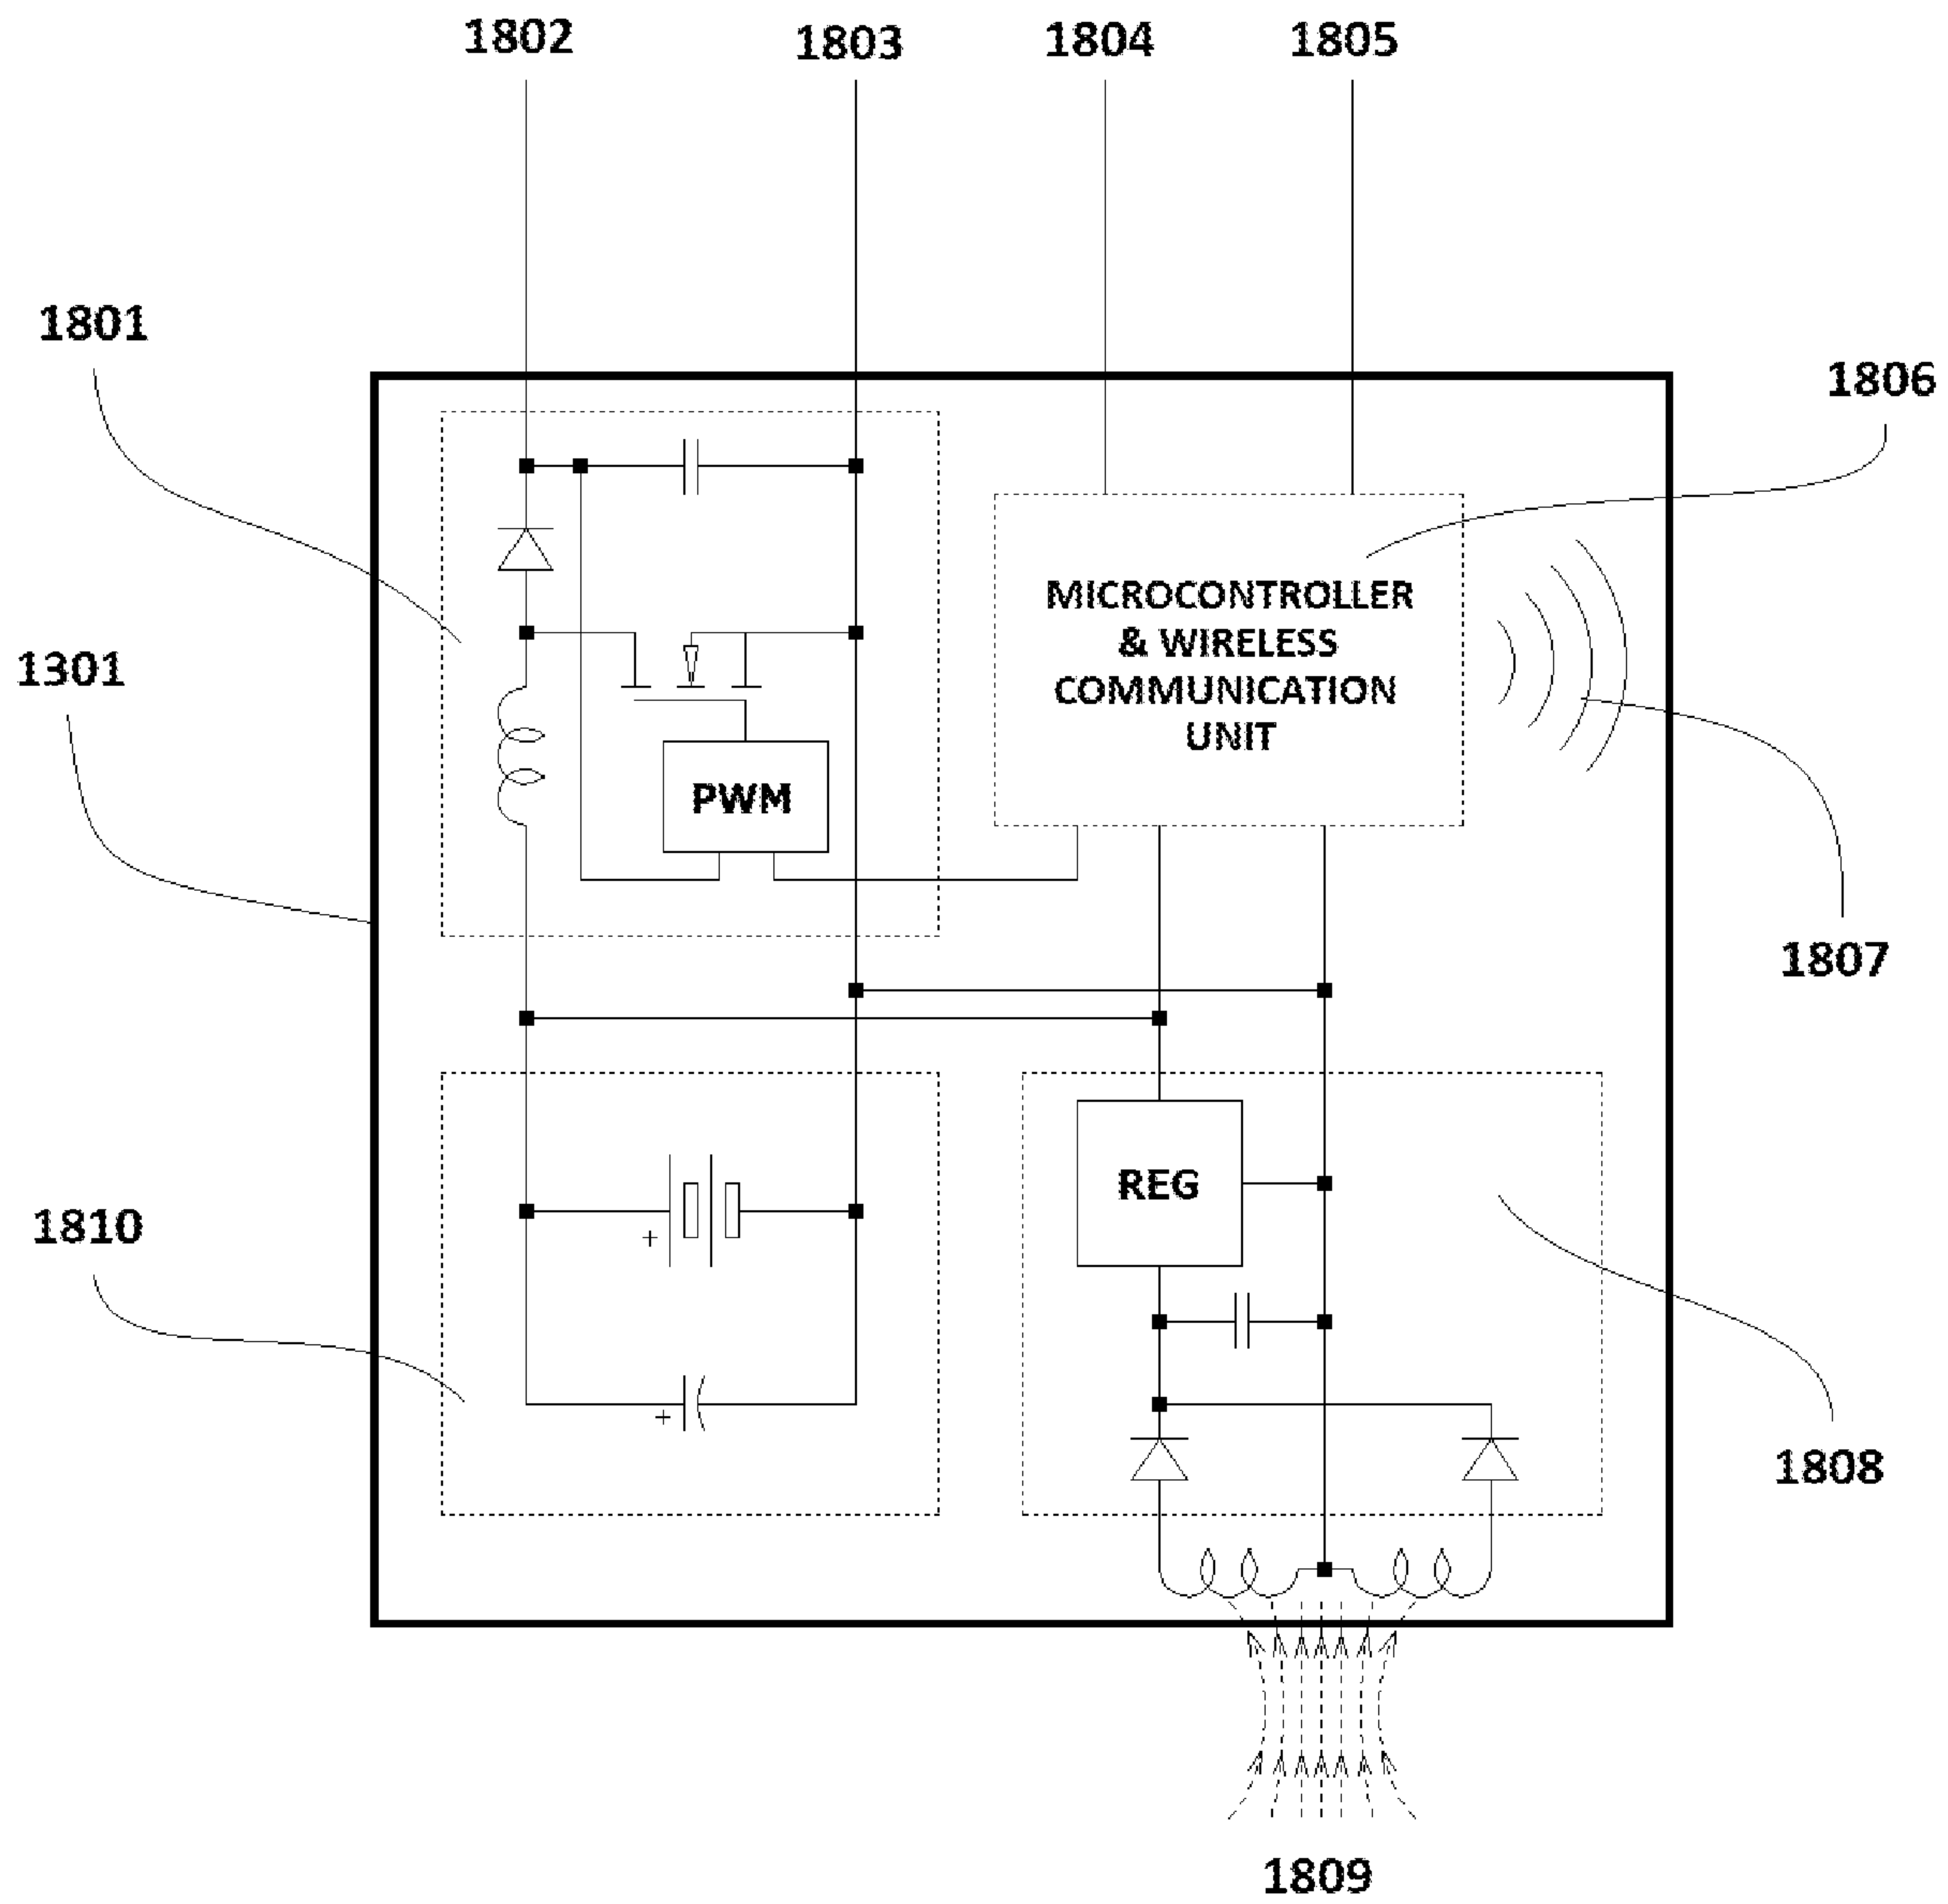 1802
1803
1804
1805
1801
1806
MICROCONTROLLER
& WIRELESS
COMMUNICATION
UNIT
1301
PWM
1807
REG
1810
+
+
1808
1809